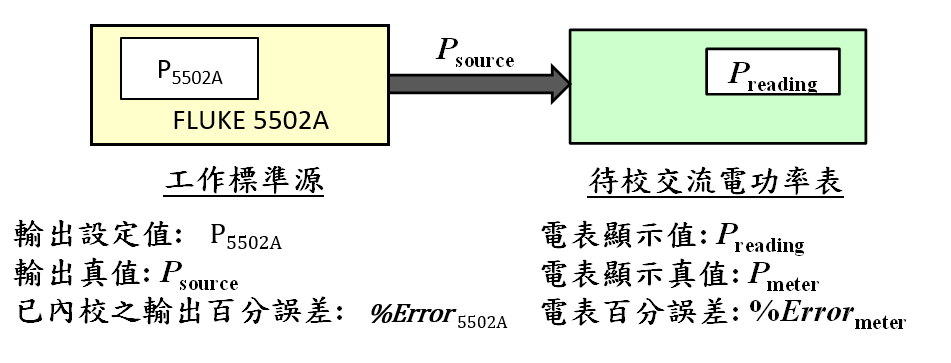 P5502A
FLUKE 5502A
Psource
Preading
工作標準源
待校交流電功率表
輸出設定值: P5502A
輸出真值: Psource
已內校之輸出百分誤差: %Error 5502A
電表顯示值: Preading
電表顯示真值: Pmeter
電表百分誤差: %Errormeter